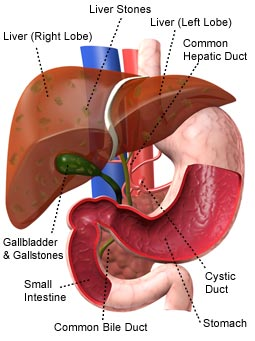 Liver Stones
Liver (Right Lobe)
Liver (Left Lobe)
Common
Hepatic Duct
Gallbladder
& Gallstones
Small
Intestine
Common Bile Duct
Cystic
Duct
Stomach